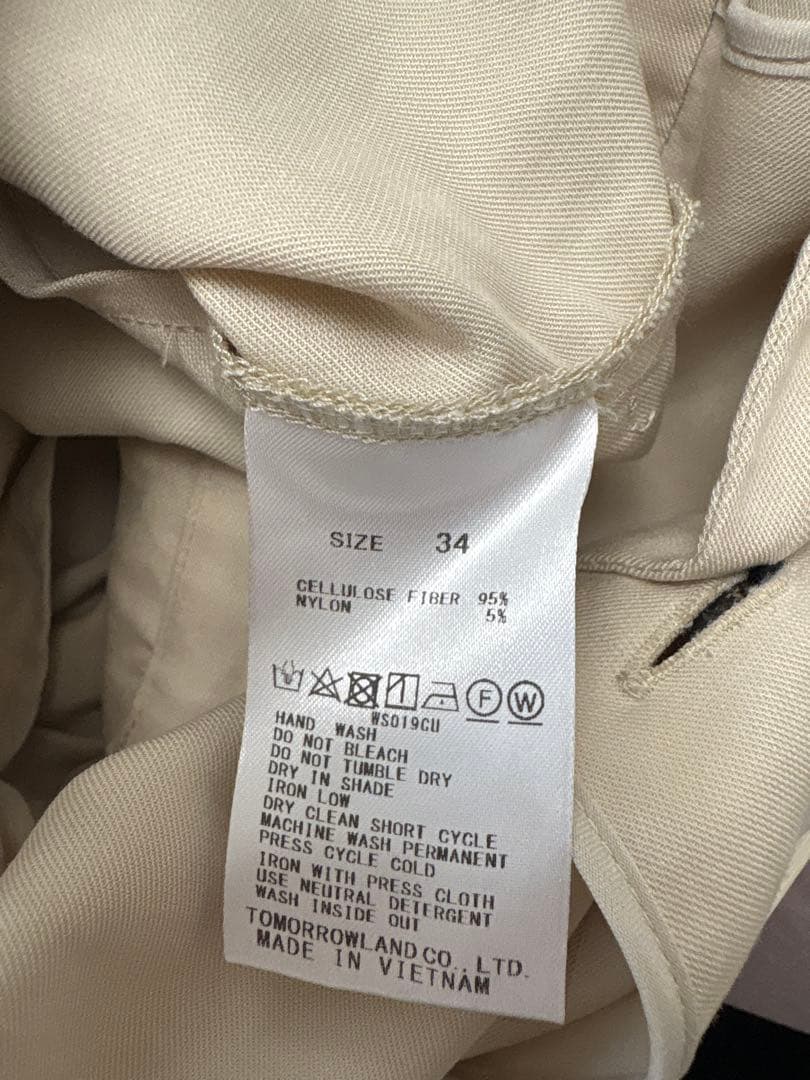 SIZE 34
CELLULOSE FIBER 95%
NYLON 5%
F W
WS019CU
HAND WASH
DO NOT BLEACH
DO NOT TUMBLE DRY
DRY IN SHADE
IRON LOW
DRY CLEAN SHORT CYCLE
MACHINE WASH PERMANENT
PRESS CYCLE COLD
IRON WITH PRESS CLOTH
USE NEUTRAL DETERGENT
WASH INSIDE OUT
TOMORROWLAND CO., LTD.
MADE IN VIETNAM